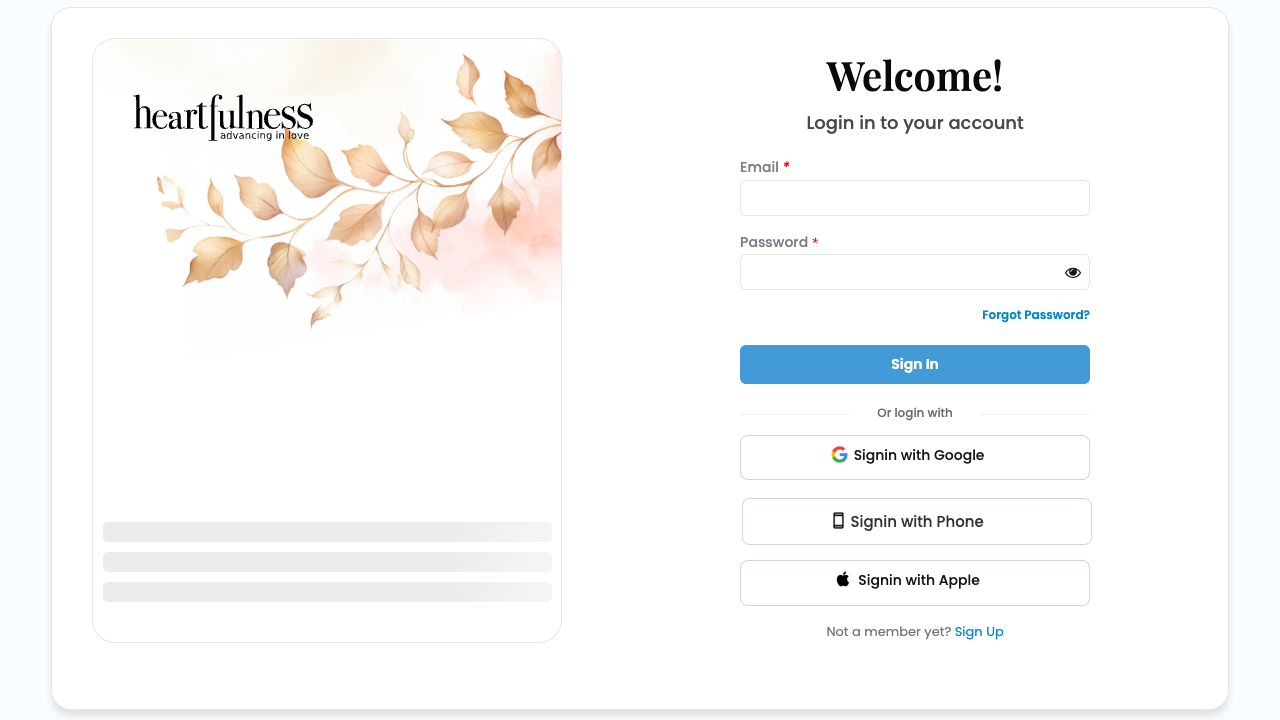 heartfulness
advancing in love
Welcome!
Login in to your account
Email *
Password *
Forgot Password?
Sign In
Or login with
Signin with Google
Signin with Phone
Signin with Apple
Not a member yet? Sign Up